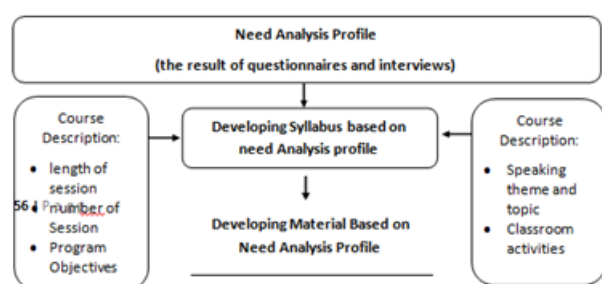 Need Analysis Profile
(the result of questionnaires and interviews)
Course
Description:
• length of
session
• number of
Session
• Program
Objectives
56 | P
Developing Syllabus based on
need Analysis profile
Developing Material Based on
Need Analysis Profile
Course
Description:
• Speaking
theme and
topic
• Classroom
activities